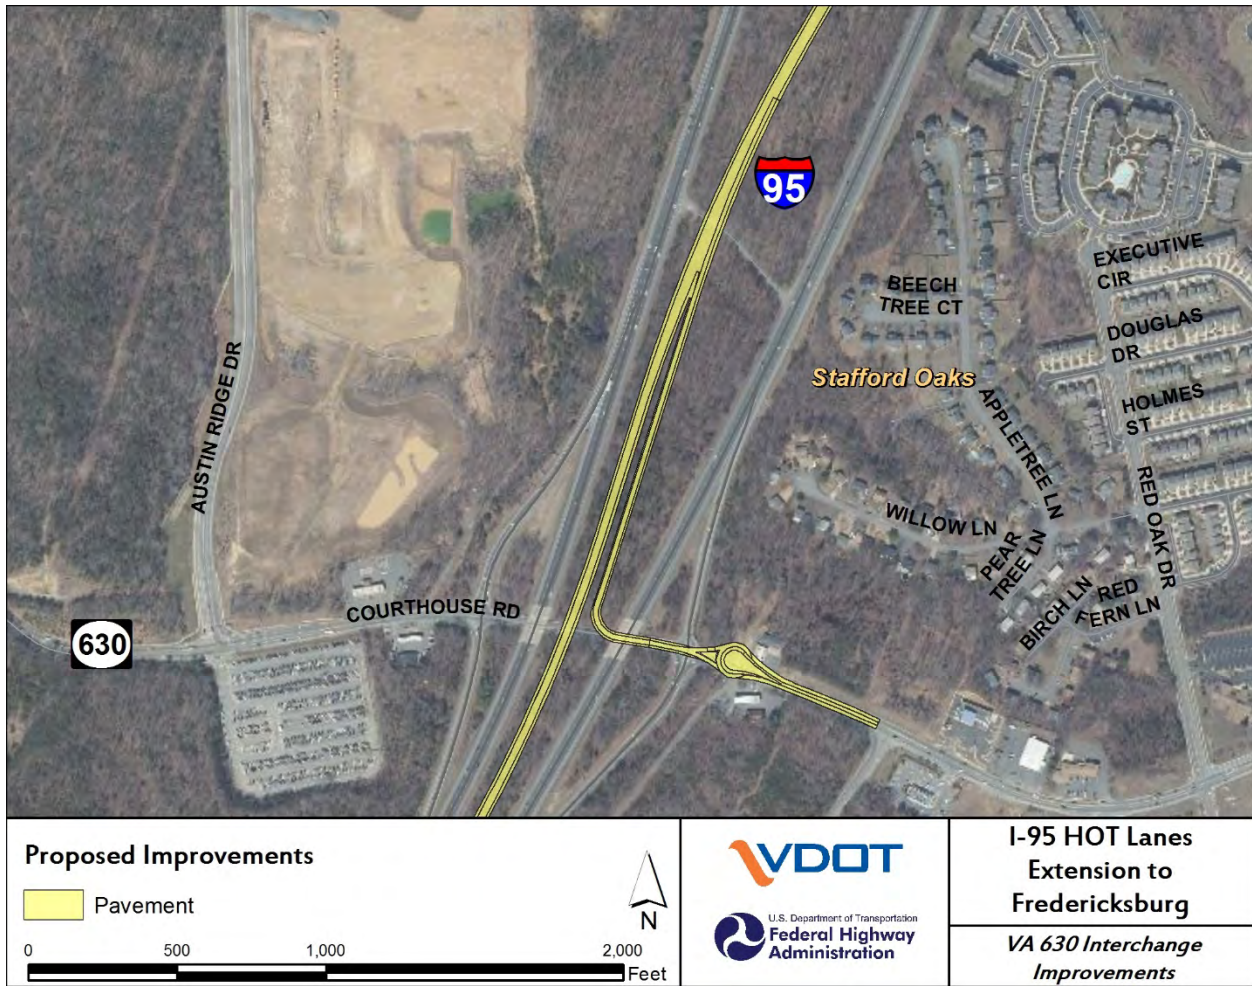 95
EXECUTIVE
CIR
BEECH
TREE CT
DOUGLAS
DR
Stafford Oaks
HOLMES
ST
APPLETREE LN
AUSTIN RIDGE DR
RED OAK DR
WILLOW LN
PEAR
TREE LN
BIRCH LN
RED
FERN LN
COURTHOUSE RD
630
Proposed Improvements
Pavement
N
0 500 1,000 2,000
Feet
VDOT
U.S. Department of Transportation
Federal Highway
Administration
I-95 HOT Lanes
Extension to
Fredericksburg
VA 630 Interchange
Improvements